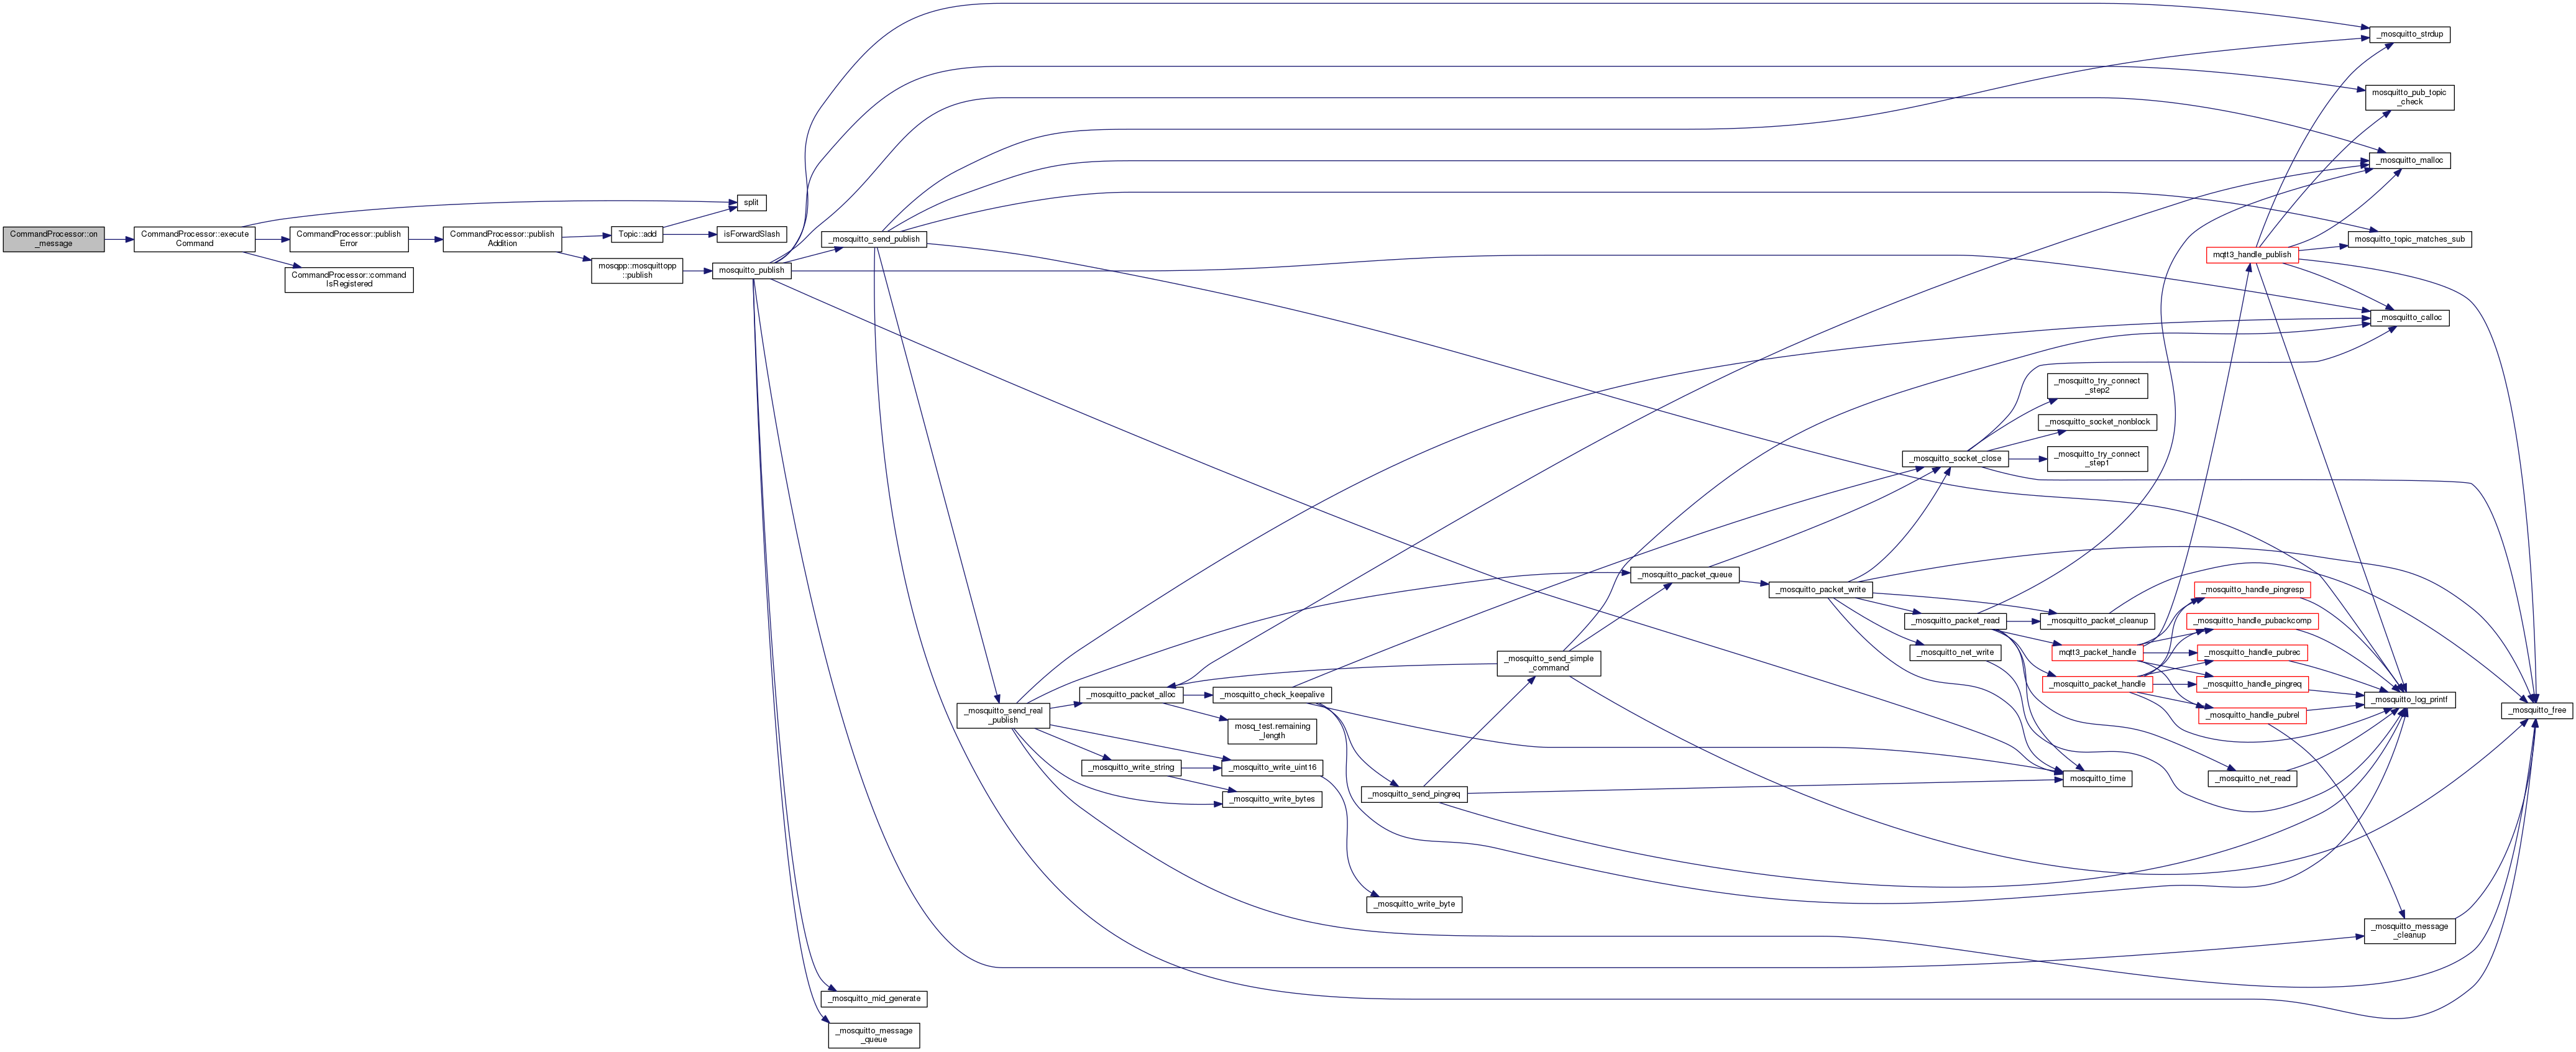 CommandProcessor::on
_message
CommandProcessor::execute
Command
split
CommandProcessor::publish
Error
CommandProcessor::command
IsRegistered
CommandProcessor::publish
Addition
Topic::add
isForwardSlash
mosqpp::mosquittopp
::publish
mosquitto_publish
_mosquitto_send_publish
_mosquitto_mid_generate
_mosquitto_message
_queue
_mosquitto_send_real
_publish
_mosquitto_packet_alloc
_mosquitto_write_string
_mosquitto_check_keepalive
mosq_test.remaining
_length
_mosquitto_write_uint16
_mosquitto_write_bytes
_mosquitto_send_pingreq
_mosquitto_write_byte
_mosquitto_send_simple
_command
_mosquitto_packet_queue
_mosquitto_packet_write
_mosquitto_socket_close
_mosquitto_packet_read
_mosquitto_net_write
_mosquitto_try_connect
_step2
_mosquitto_socket_nonblock
_mosquitto_try_connect
_step1
_mosquitto_packet_cleanup
mqtt3_packet_handle
_mosquitto_packet_handle
mosquitto_time
mqtt3_handle_publish
_mosquitto_handle_pingresp
_mosquitto_handle_pubackcomp
_mosquitto_handle_pubrec
_mosquitto_handle_pingreq
_mosquitto_handle_pubrel
_mosquitto_net_read
_mosquitto_strdup
mosquitto_pub_topic
_check
_mosquitto_malloc
mosquitto_topic_matches_sub
_mosquitto_calloc
_mosquitto_log_printf
_mosquitto_message
_cleanup
_mosquitto_free